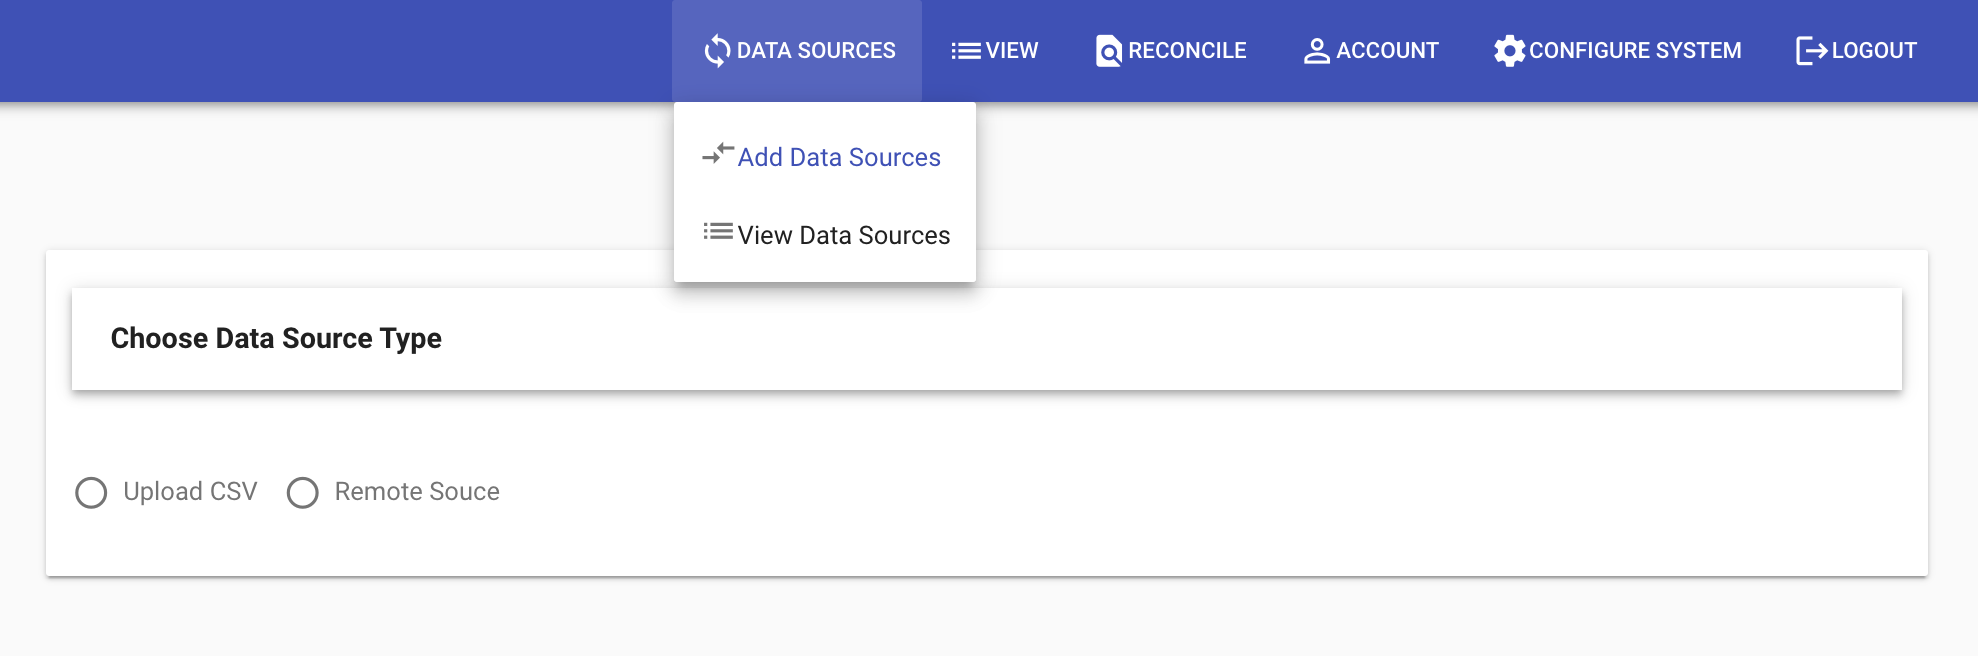 DATA SOURCES VIEW RECONCILE ACCOUNT CONFIGURE SYSTEM LOGOUT
Add Data Sources
View Data Sources
Choose Data Source Type
Upload CSV Remote Souce